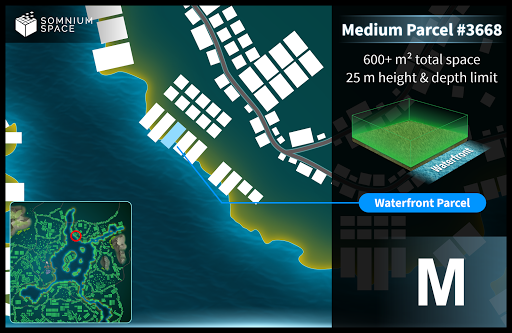 SOMNIUM
SPACE
Medium Parcel #3668
600+ m² total space
25 m height & depth limit
Waterfront
Waterfront Parcel
M